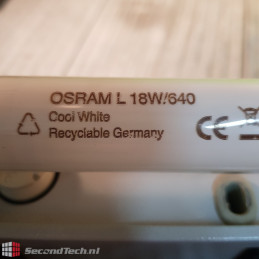 OSRAM L 18W/640
Cool White
Recyclable Germany
CE
SecondTech.nl